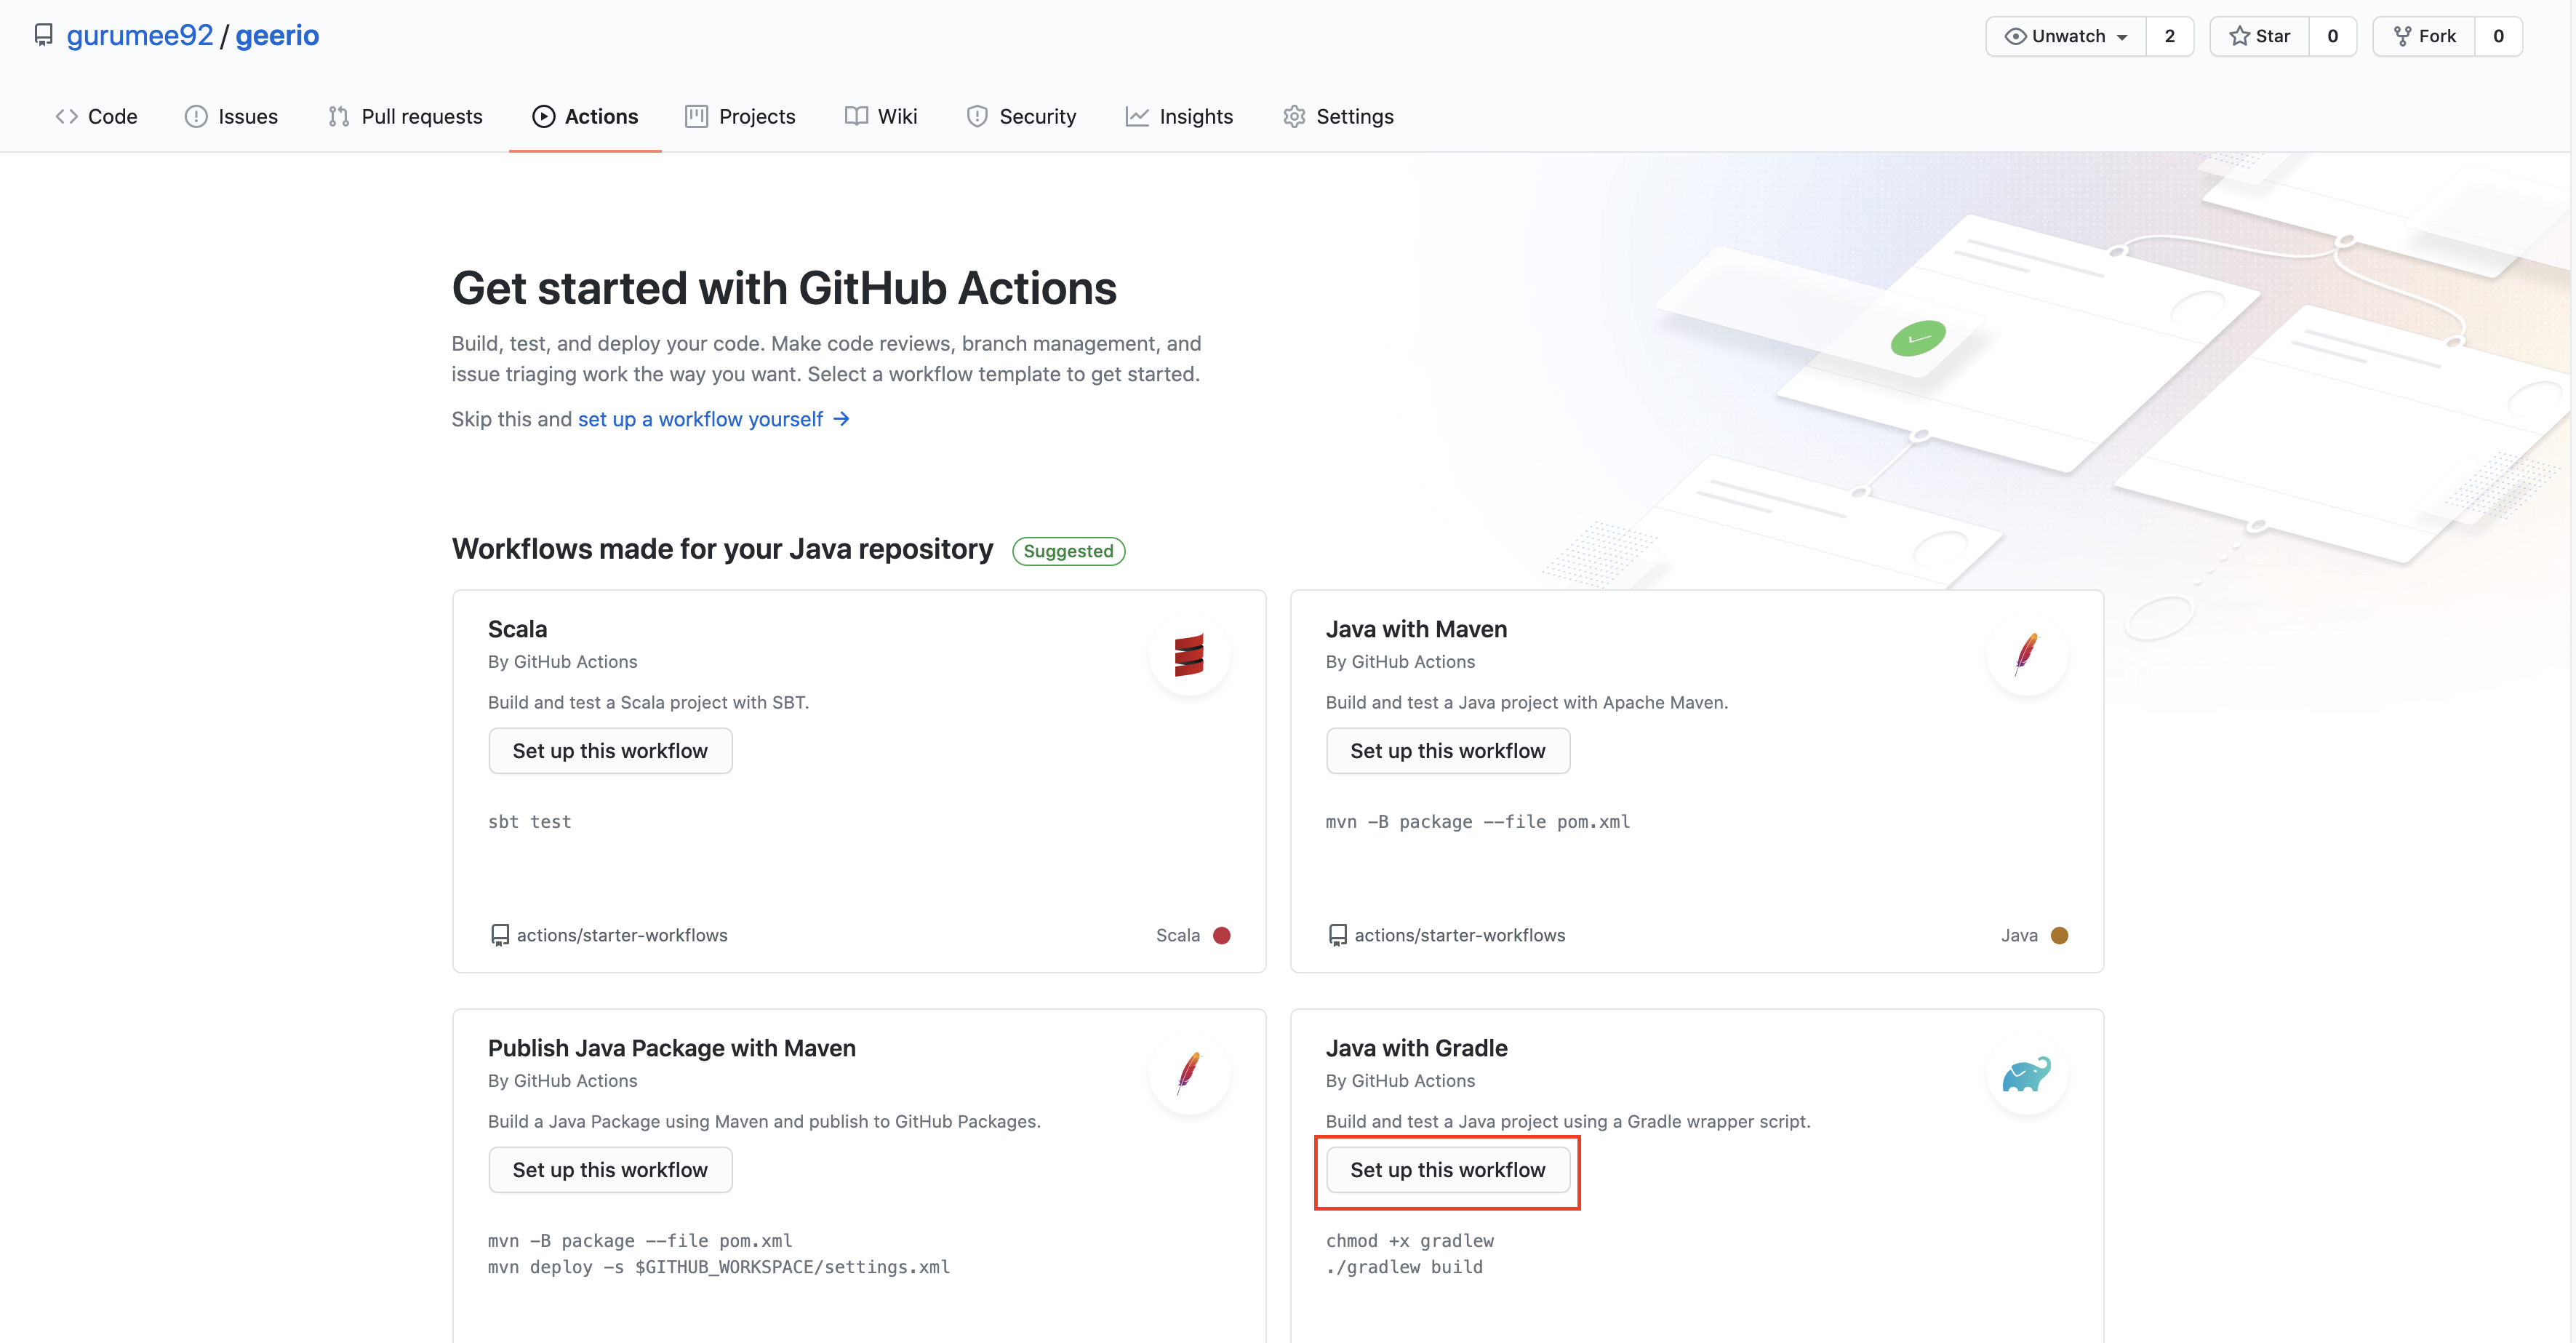 gurumee92 / geerio
Unwatch 2 Star 0 Fork 0
Code Issues Pull requests Actions Projects Wiki Security Insights Settings
Get started with GitHub Actions
Build, test, and deploy your code. Make code reviews, branch management, and
issue triaging work the way you want. Select a workflow template to get started.
Skip this and set up a workflow yourself →
Workflows made for your Java repository Suggested
Scala
By GitHub Actions
Build and test a Scala project with SBT.
Set up this workflow
sbt test
actions/starter-workflows Scala
Java with Maven
By GitHub Actions
Build and test a Java project with Apache Maven.
Set up this workflow
mvn -B package --file pom.xml
actions/starter-workflows Java
Publish Java Package with Maven
By GitHub Actions
Build a Java Package using Maven and publish to GitHub Packages.
Set up this workflow
mvn -B package --file pom.xml
mvn deploy -s $GITHUB_WORKSPACE/settings.xml
Java with Gradle
By GitHub Actions
Build and test a Java project using a Gradle wrapper script.
Set up this workflow
chmod +x gradlew
./gradlew build